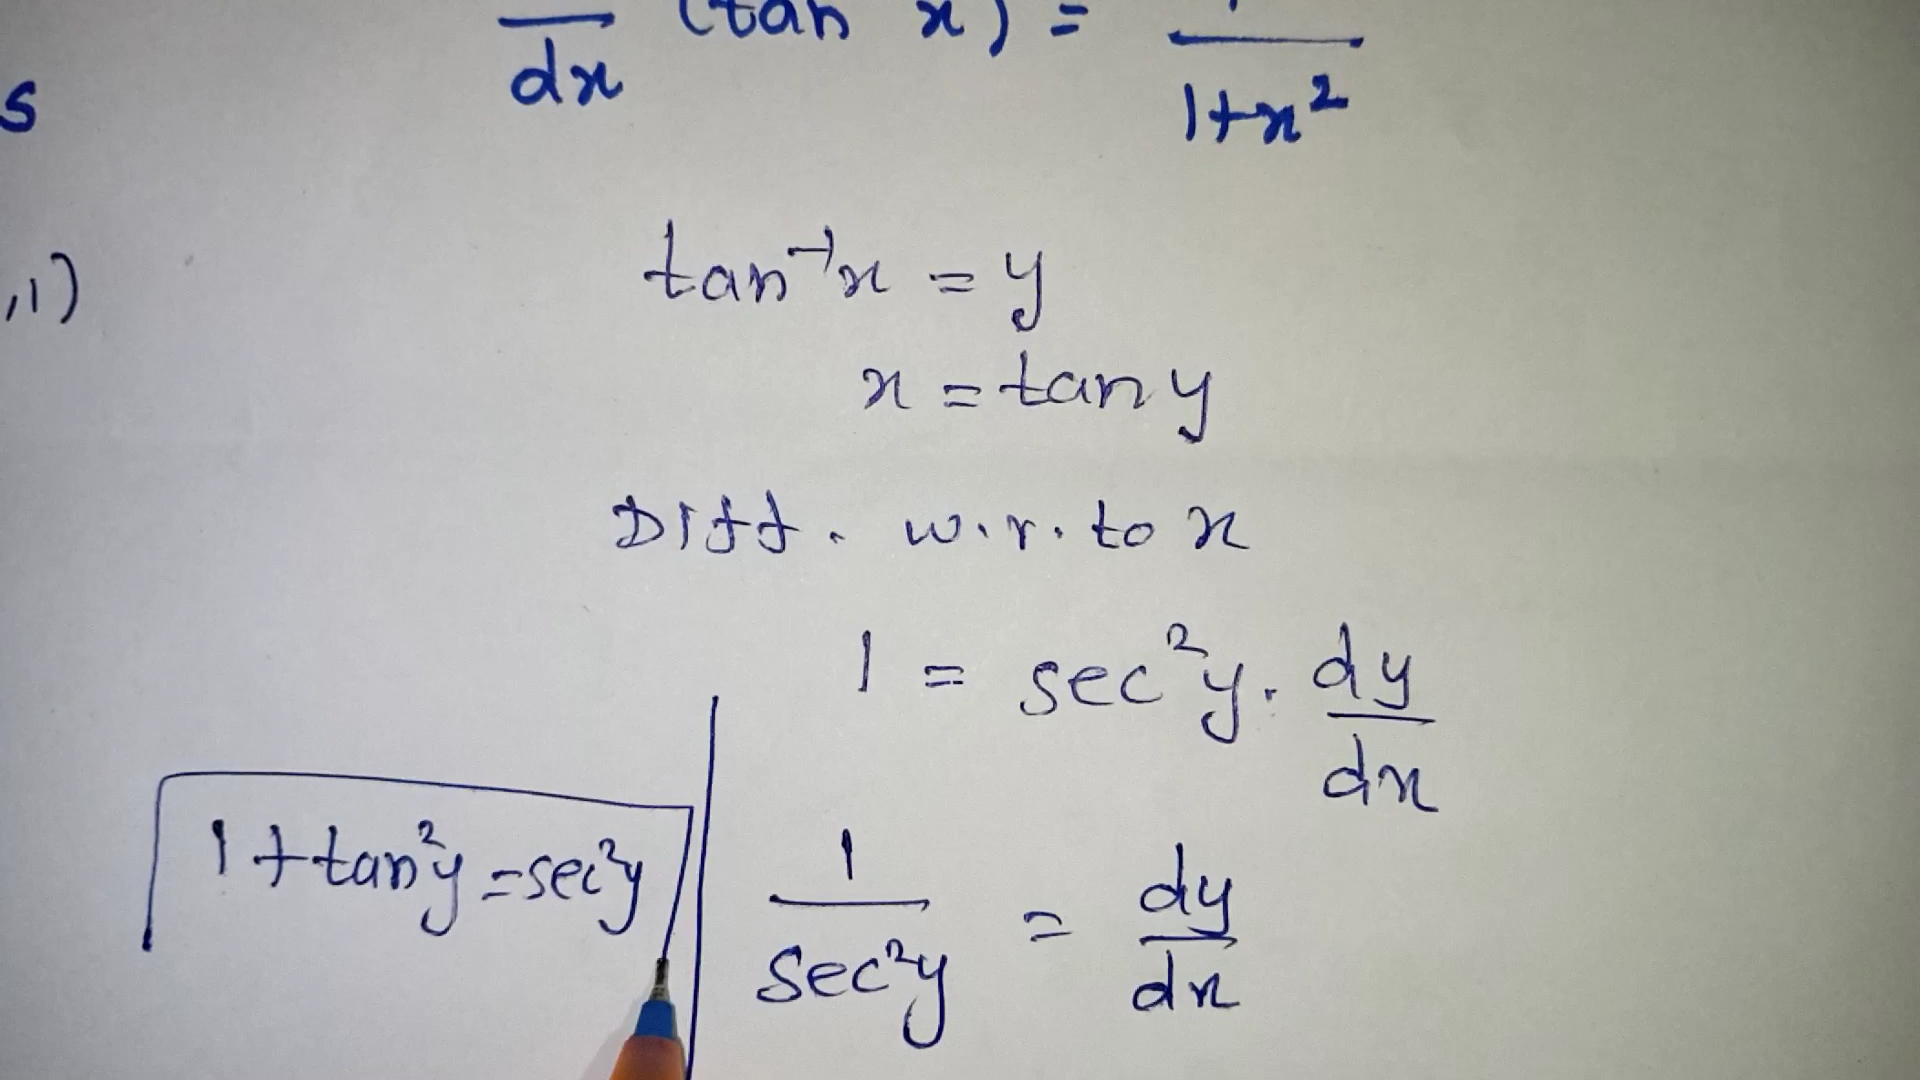 dx (tan x) = 1+x²
s
tan⁻¹x = y
,1)
x = tan y
Diff. w.r. to x
1 = sec²y. dy/dx
1 + tan²y = sec²y
1/sec²y = dy/dx